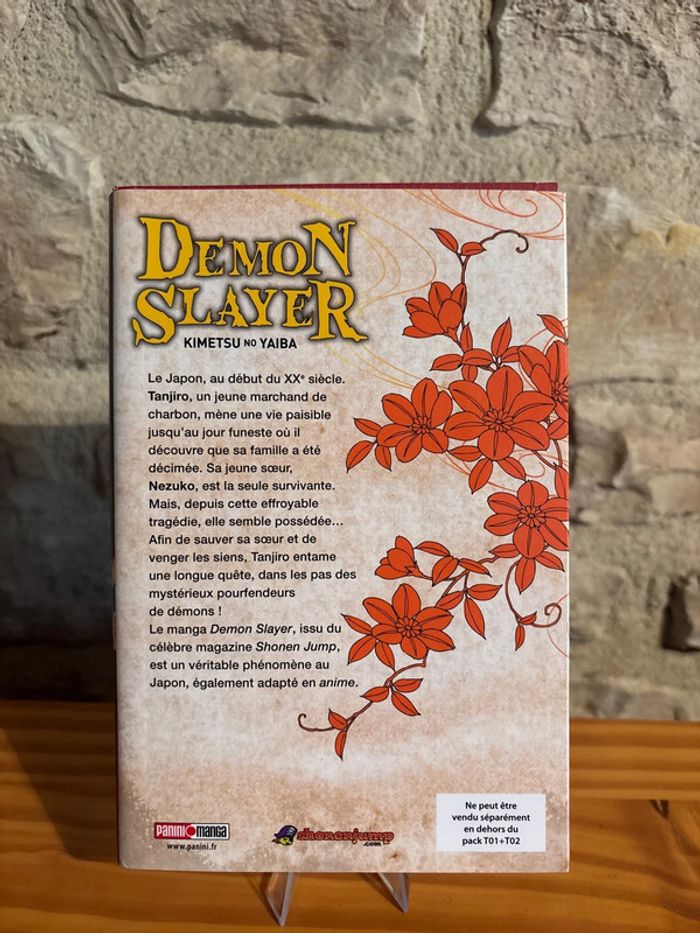 DEMON
SLAYER
KIMETSU NO YAIBA
Le Japon, au début du XXe siècle.
Tanjiro, un jeune marchand de
charbon, mène une vie paisible
jusqu'au jour funeste où il
découvre que sa famille a été
décimée. Sa jeune sœur,
Nezuko, est la seule survivante.
Mais, depuis cette effroyable
tragédie, elle semble possédée...
Afin de sauver sa sœur et de
venger les siens, Tanjiro entame
une longue quête, dans les pas des
mystérieux pourfendeurs
de démons !
Le manga Demon Slayer, issu du
célèbre magazine Shonen Jump,
est un véritable phénomène au
Japon, également adapté en anime.
PANINI MANGA
www.panini.fr
shonenjump
.com
Ne peut être
vendu séparément
en dehors du
pack T01+T02